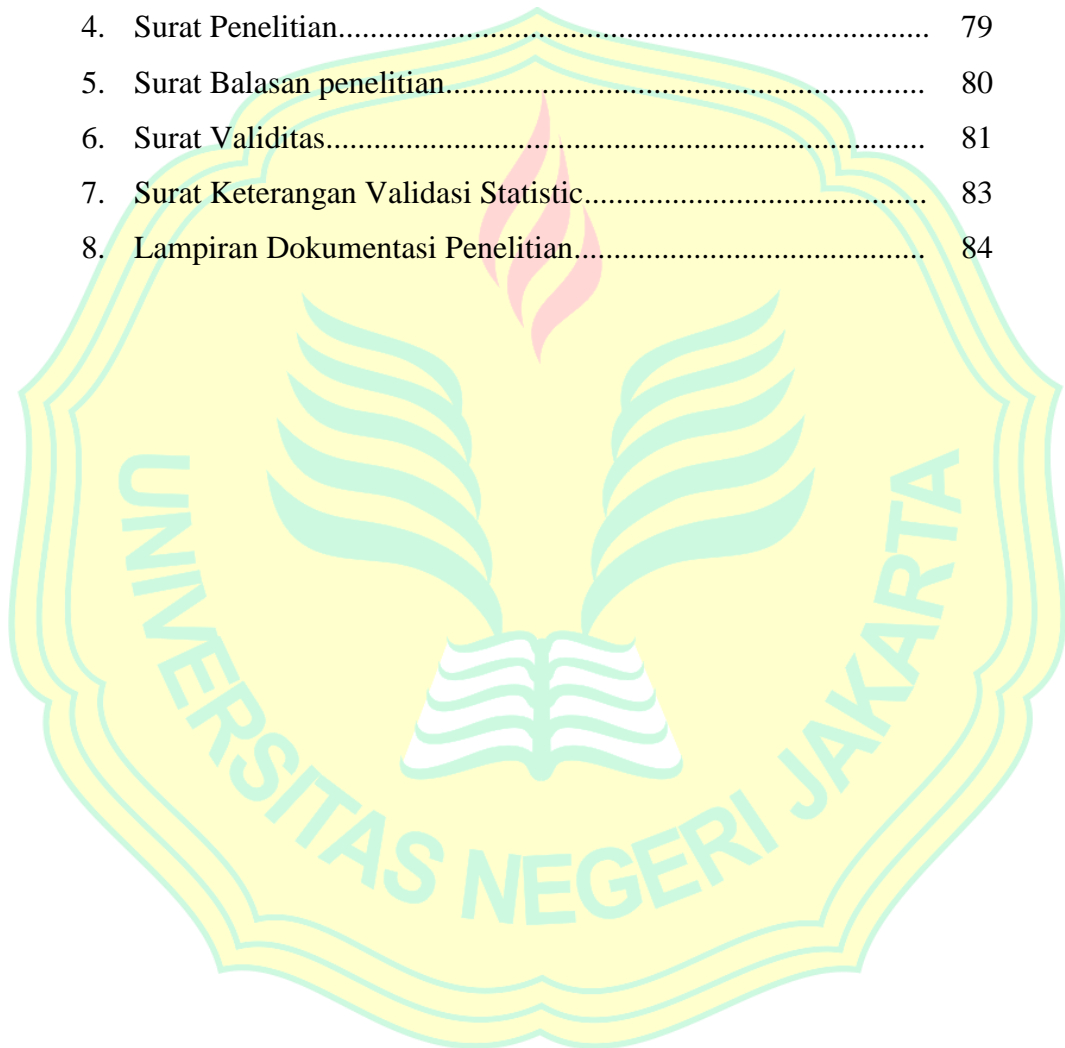 4. Surat Penelitian........................................................................ 79
5. Surat Balasan penelitian.......................................................... 80
6. Surat Validitas......................................................................... 81
7. Surat Keterangan Validasi Statistic.......................................... 83
8. Lampiran Dokumentasi Penelitian........................................... 84
UNIVERSITAS NEGERI JAKARTA